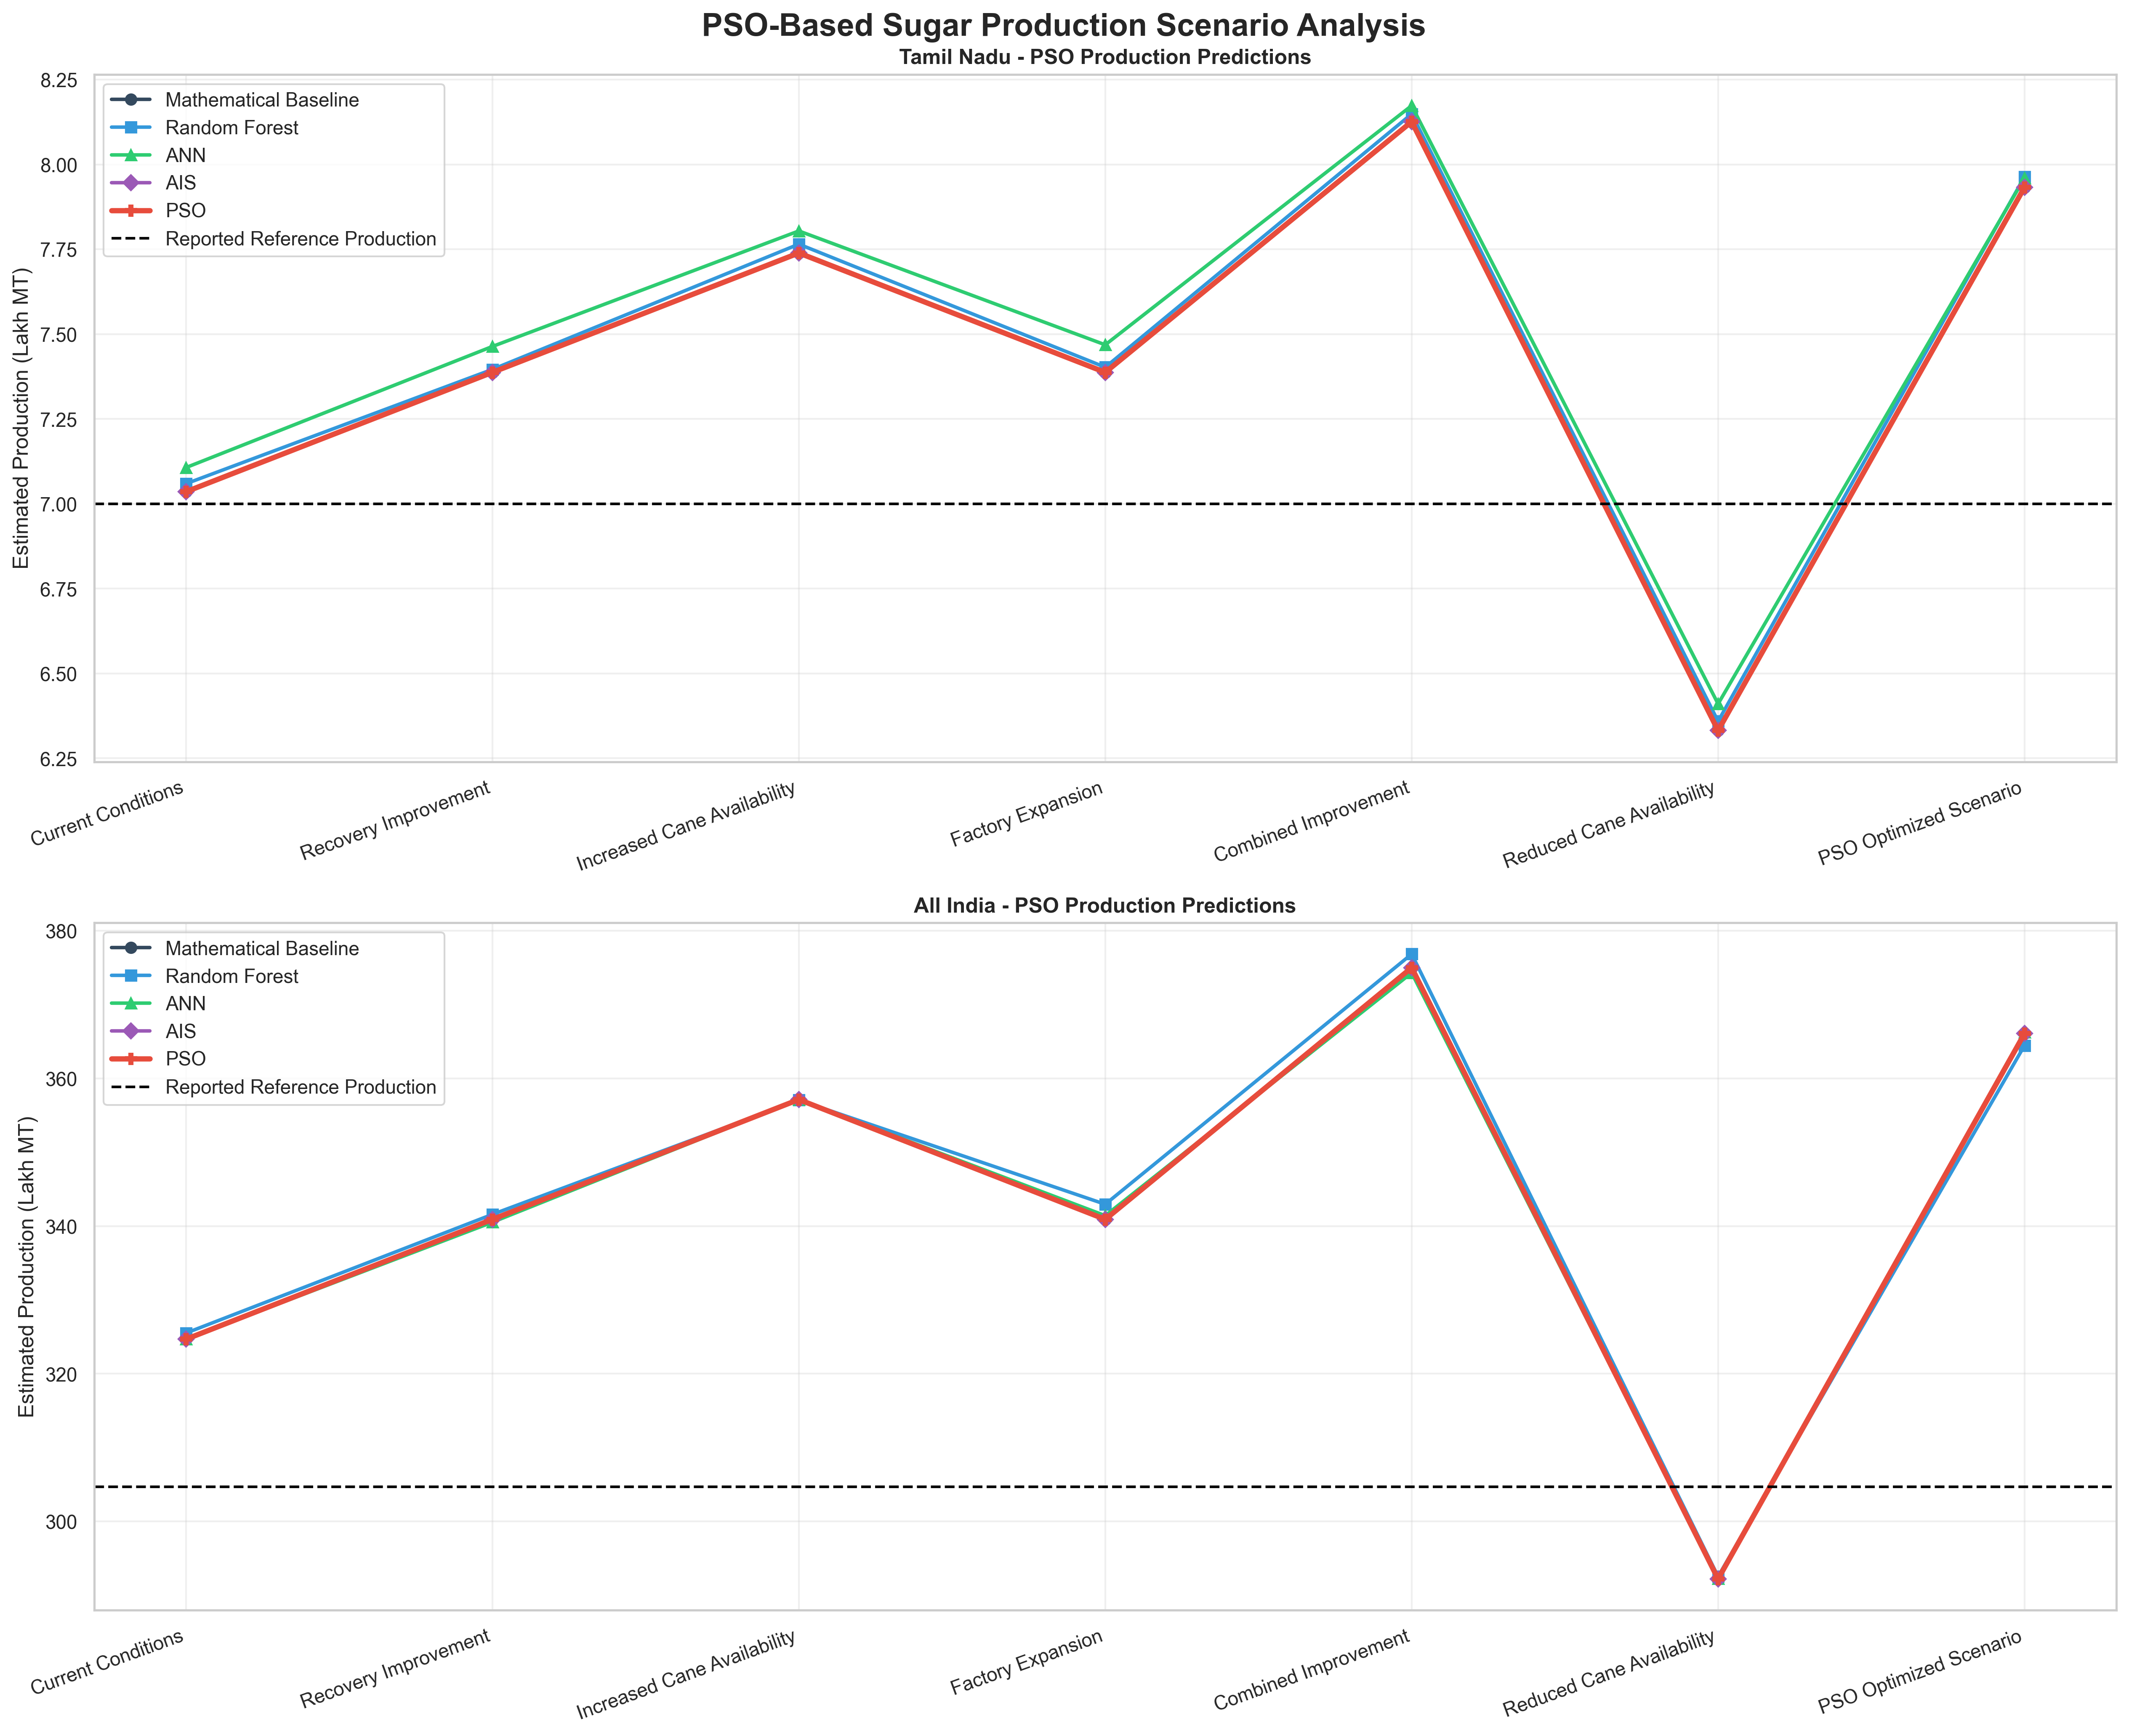 PSO-Based Sugar Production Scenario Analysis
Tamil Nadu - PSO Production Predictions
Estimated Production (Lakh MT)
8.25
8.00
7.75
7.50
7.25
7.00
6.75
6.50
6.25
Mathematical Baseline
Random Forest
ANN
AIS
PSO
Reported Reference Production
Current Conditions
Recovery Improvement
Increased Cane Availability
Factory Expansion
Combined Improvement
Reduced Cane Availability
PSO Optimized Scenario
All India - PSO Production Predictions
Estimated Production (Lakh MT)
380
360
340
320
300
Mathematical Baseline
Random Forest
ANN
AIS
PSO
Reported Reference Production
Current Conditions
Recovery Improvement
Increased Cane Availability
Factory Expansion
Combined Improvement
Reduced Cane Availability
PSO Optimized Scenario